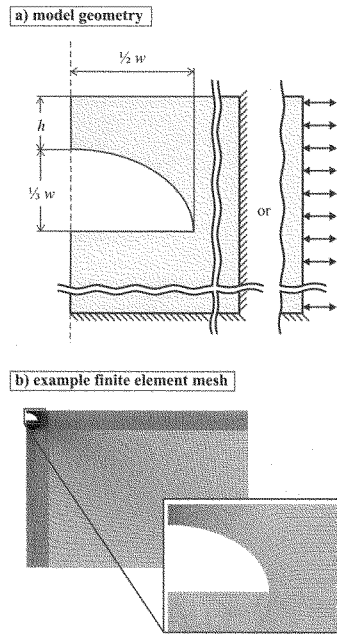 a) model geometry
½ w
h
⅓ w
or
b) example finite element mesh